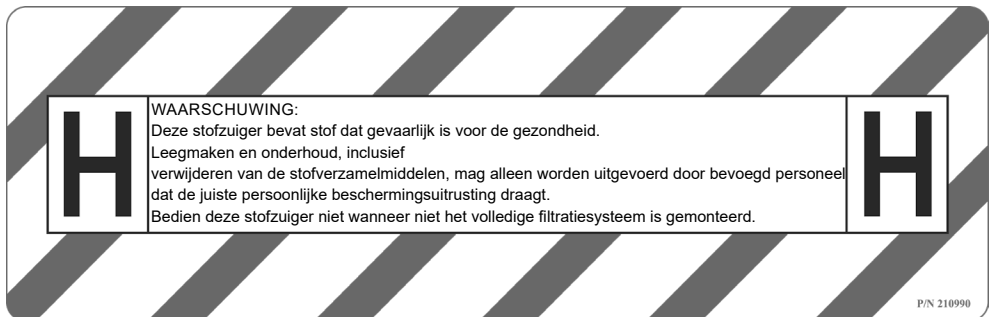 H
WAARSCHUWING:
Deze stofzuiger bevat stof dat gevaarlijk is voor de gezondheid.
Leegmaken en onderhoud, inclusief
verwijderen van de stofverzamelmiddelen, mag alleen worden uitgevoerd door bevoegd personeel
dat de juiste persoonlijke beschermingsuitrusting draagt.
Bedien deze stofzuiger niet wanneer niet het volledige filtratiesysteem is gemonteerd.
H
P/N 210990